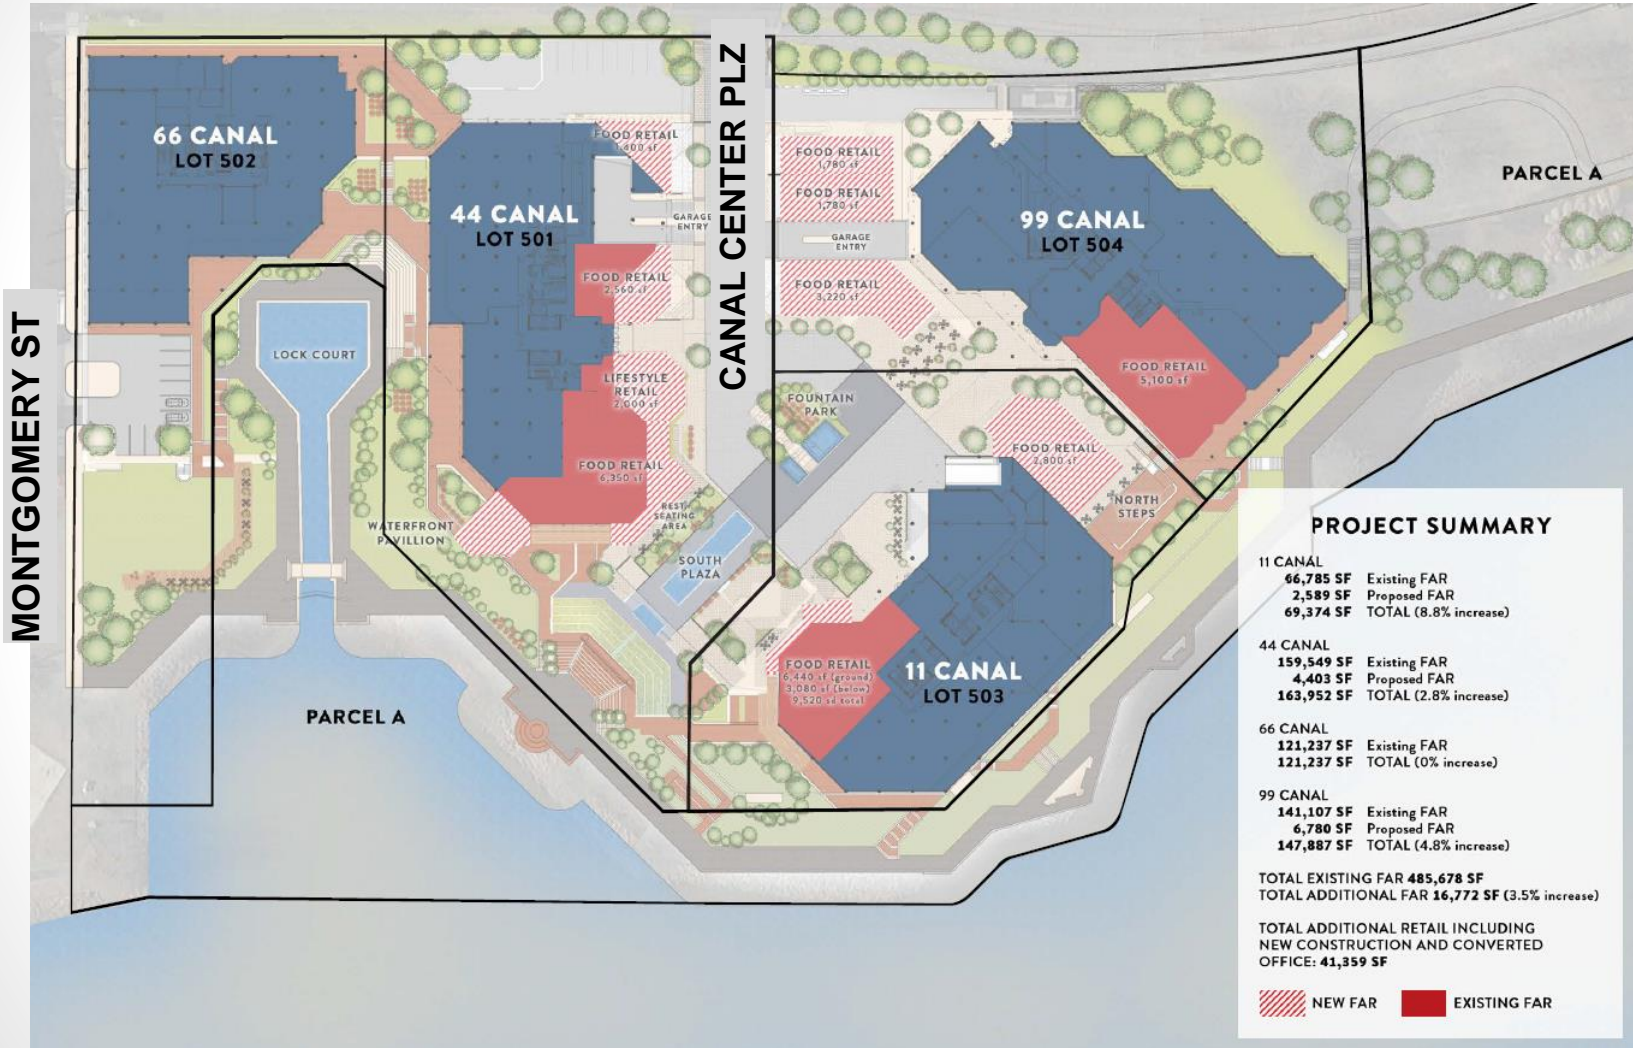 MONTGOMERY ST
CANAL CENTER PLZ
66 CANAL
LOT 502
44 CANAL
LOT 501
FOOD RETAIL
1,400 sf
GARAGE
ENTRY
FOOD RETAIL
2,560 sf
LIFESTYLE
RETAIL
2,000 sf
FOOD RETAIL
6,350 sf
REST.
SEATING
AREA
LOCK COURT
WATERFRONT
PAVILLION
SOUTH
PLAZA
PARCEL A
FOOD RETAIL
1,780 sf
FOOD RETAIL
1,780 sf
GARAGE
ENTRY
FOOD RETAIL
3,220 sf
99 CANAL
LOT 504
FOOD RETAIL
5,100 sf
PARCEL A
FOUNTAIN
PARK
FOOD RETAIL
2,800 sf
NORTH
STEPS
FOOD RETAIL
6,440 sf (ground)
3,080 sf (below)
9,520 sd total
11 CANAL
LOT 503
PROJECT SUMMARY
11 CANAL
66,785 SF Existing FAR
2,589 SF Proposed FAR
69,374 SF TOTAL (8.8% increase)
44 CANAL
159,549 SF Existing FAR
4,403 SF Proposed FAR
163,952 SF TOTAL (2.8% increase)
66 CANAL
121,237 SF Existing FAR
121,237 SF TOTAL (0% increase)
99 CANAL
141,107 SF Existing FAR
6,780 SF Proposed FAR
147,887 SF TOTAL (4.8% increase)
TOTAL EXISTING FAR 485,678 SF
TOTAL ADDITIONAL FAR 16,772 SF (3.5% increase)
TOTAL ADDITIONAL RETAIL INCLUDING
NEW CONSTRUCTION AND CONVERTED
OFFICE: 41,359 SF
NEW FAR
EXISTING FAR